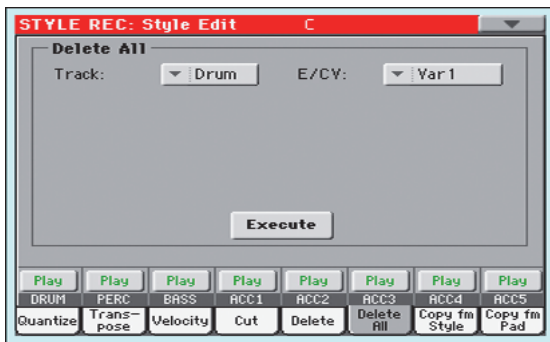 STYLE REC: Style Edit C
Delete All
Track: Drum E/CV: Var1
Execute
Play Play Play Play Play Play Play Play
DRUM PERC BASS ACC1 ACC2 ACC3 ACC4 ACC5
Quantize Trans-pose Velocity Cut Delete Delete All Copy fm Style Copy fm Pad